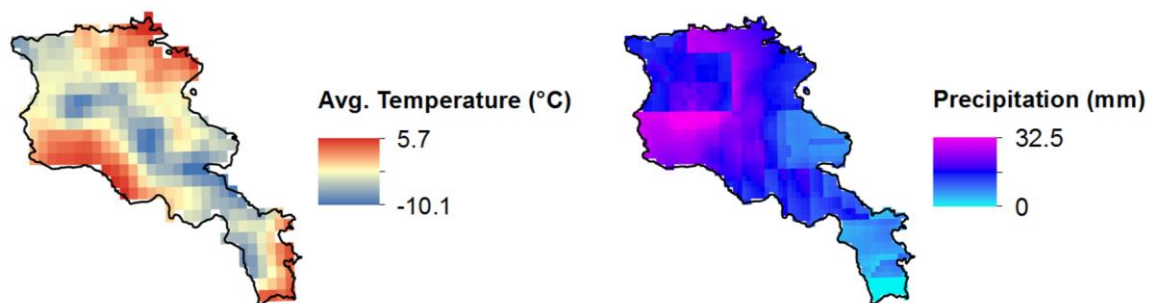 Avg. Temperature (°C)
5.7
-10.1
Precipitation (mm)
32.5
0